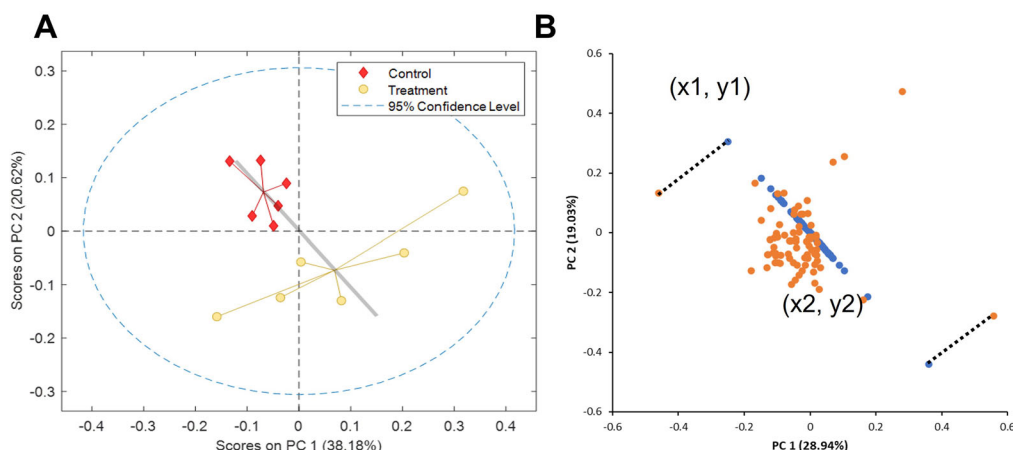 A
B
0.3
0.2
0.1
0
-0.1
-0.2
-0.3
Scores on PC 2 (20.62%)
Control
Treatment
95% Confidence Level
-0.4
-0.3
-0.2
-0.1
0
0.1
0.2
0.3
0.4
Scores on PC 1 (38.18%)
0.6
0.4
0.2
0
-0.2
-0.4
-0.6
PC 2 (19.03%)
(x1, y1)
(x2, y2)
-0.6
-0.4
-0.2
0
0.2
0.4
0.6
PC 1 (28.94%)